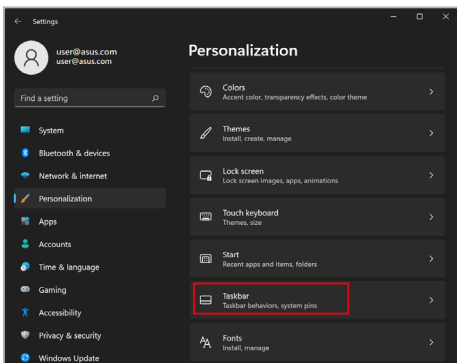 Settings
user@asus.com
user@asus.com
Find a setting
System
Bluetooth & devices
Network & internet
Personalization
Apps
Accounts
Time & language
Gaming
Accessibility
Privacy & security
Windows Update
Personalization
Colors
Accent color, transparency effects, color theme
Themes
Install, create, manage
Lock screen
Lock screen images, apps, animations
Touch keyboard
Themes, size
Start
Recent apps and items, folders
Taskbar
Taskbar behaviors, system pins
Fonts
Install, manage